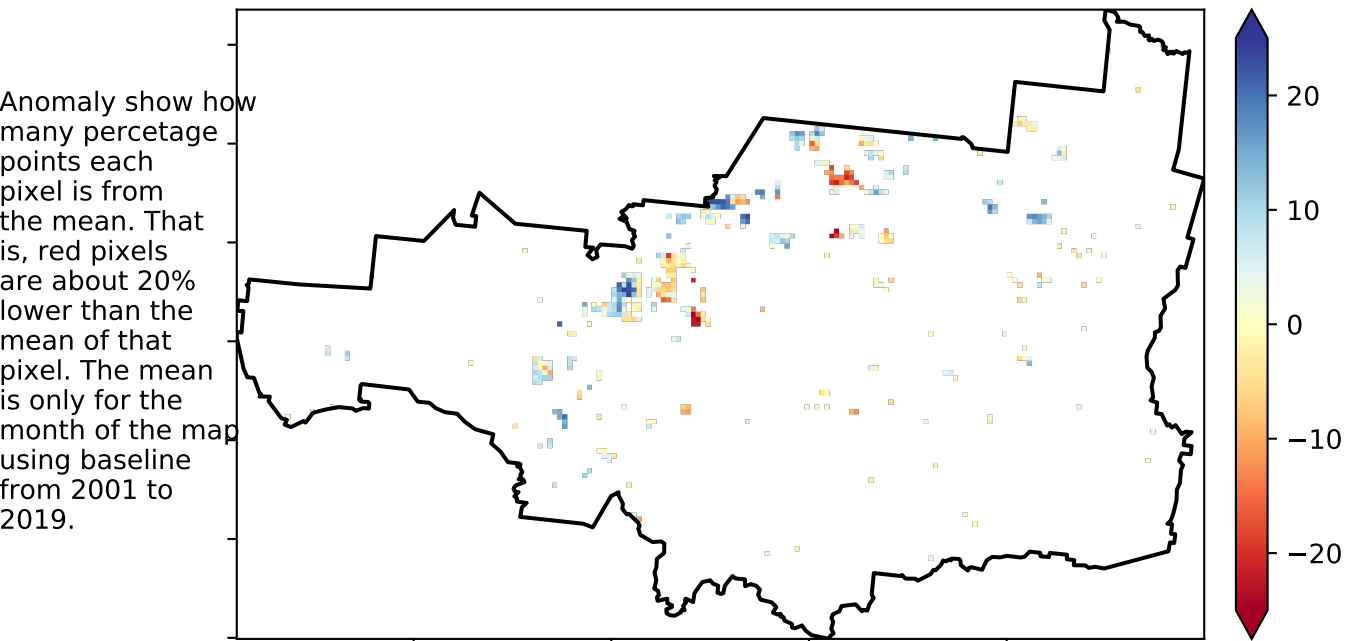 Anomaly show how
many percetage
points each
pixel is from
the mean. That
is, red pixels
are about 20%
lower than the
mean of that
pixel. The mean
is only for the
month of the map
using baseline
from 2001 to
2019.
20
10
0
−10
−20